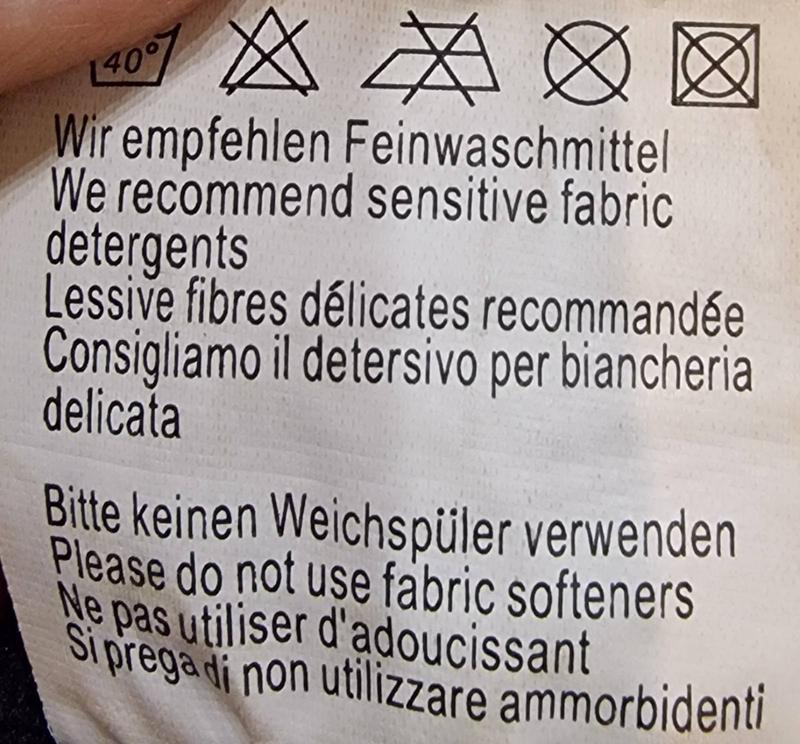 40°
Wir empfehlen Feinwaschmittel
We recommend sensitive fabric
detergents
Lessive fibres délicates recommandée
Consigliamo il detersivo per biancheria
delicata
Bitte keinen Weichspüler verwenden
Please do not use fabric softeners
Ne pas utiliser d'adoucissant
Si prega di non utilizzare ammorbidenti